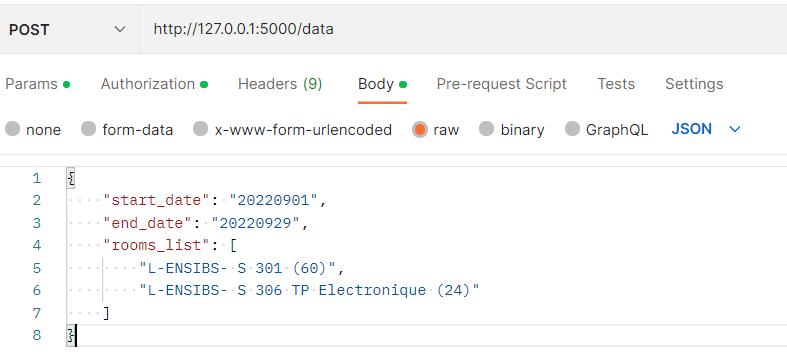 POST http://127.0.0.1:5000/data
Params Authorization Headers (9) Body Pre-request Script Tests Settings
none form-data x-www-form-urlencoded raw binary GraphQL JSON
1 {
2 "start_date": "20220901",
3 "end_date": "20220929",
4 "rooms_list": [
5 "L-ENSIBS- S 301 (60)",
6 "L-ENSIBS- S 306 TP Electronique (24)"
7 ]
8 }